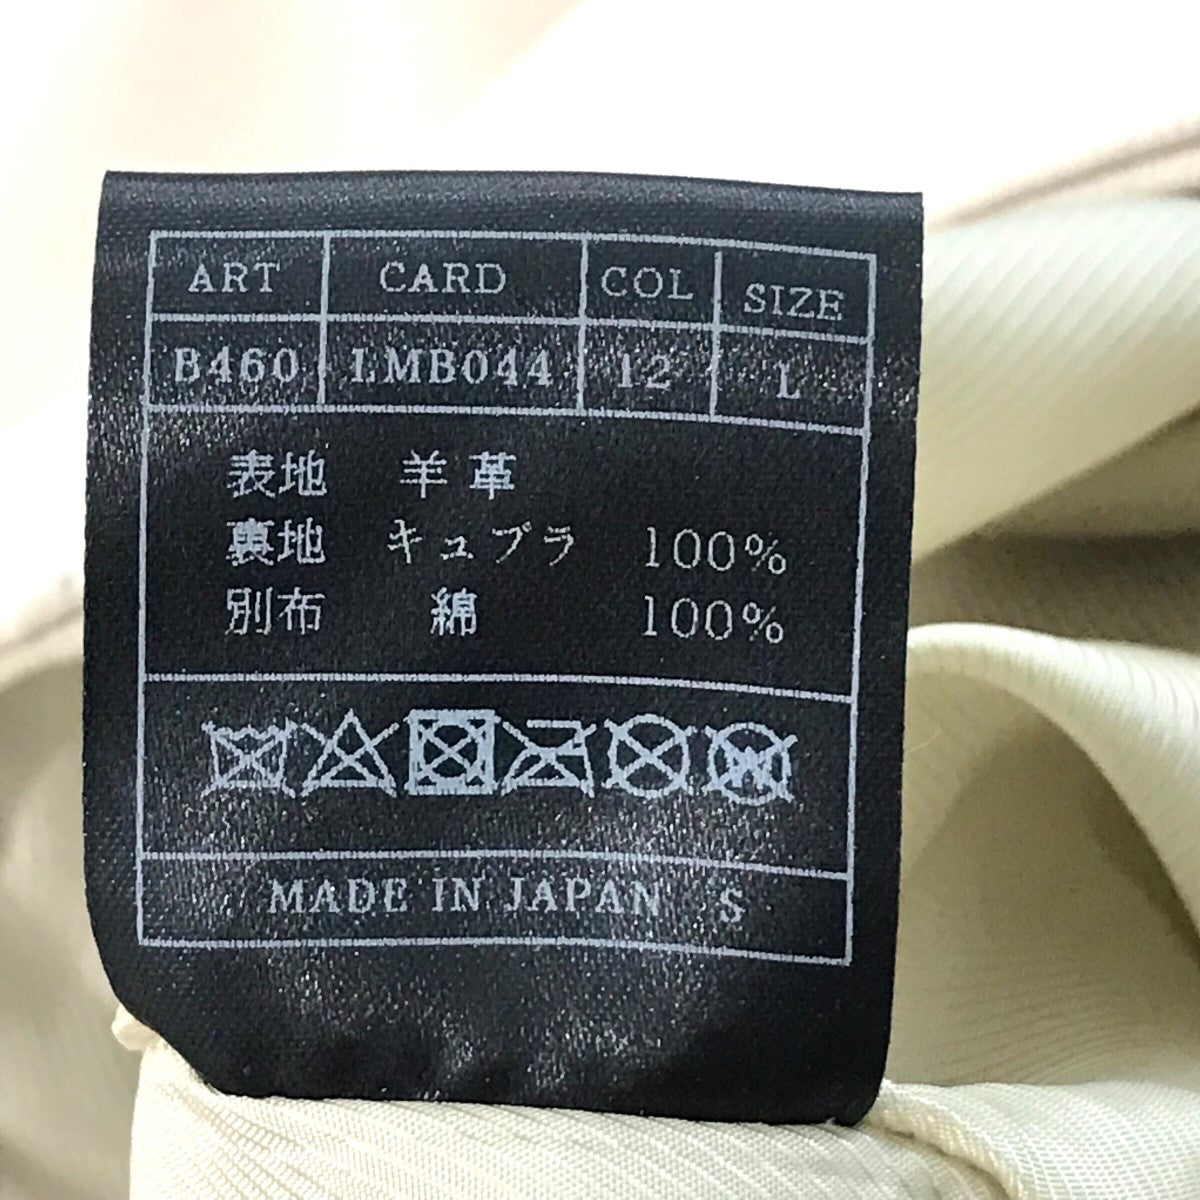 ART CARD COL SIZE
B460 LMB044 12 L
表地 羊革
裏地 キュプラ 100%
別布 綿 100%
W
MADE IN JAPAN S